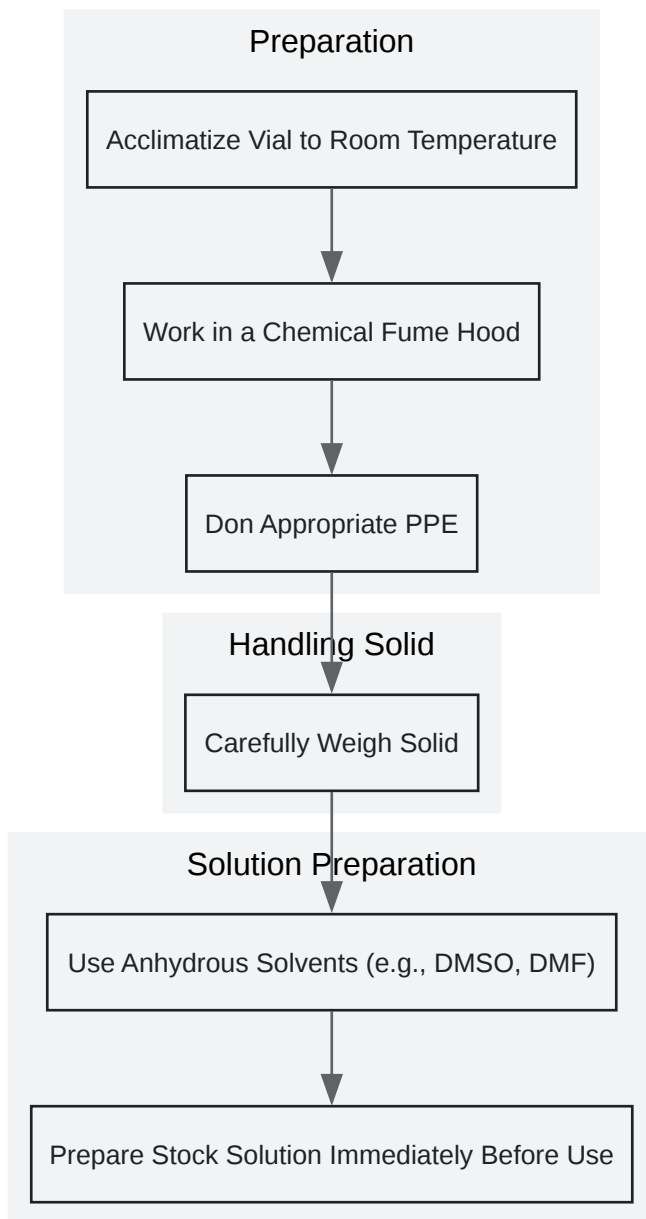 Preparation
Acclimatize Vial to Room Temperature
Work in a Chemical Fume Hood
Don Appropriate PPE
Handling Solid
Carefully Weigh Solid
Solution Preparation
Use Anhydrous Solvents (e.g., DMSO, DMF)
Prepare Stock Solution Immediately Before Use